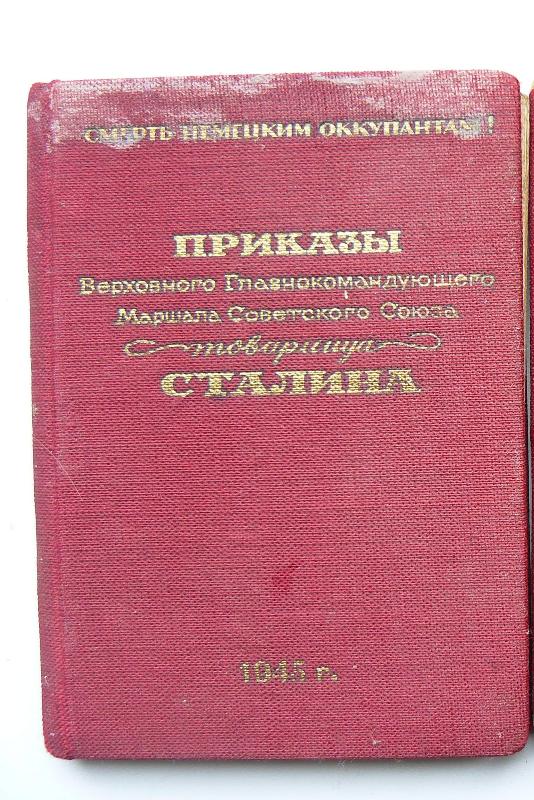 СМЕРТЬ НЕМЕЦКИМ ОККУПАНТАМ!
ПРИКАЗЫ
Верховного Главнокомандующего
Маршала Советского Союза
товарища
СТАЛИНА
1945 г.